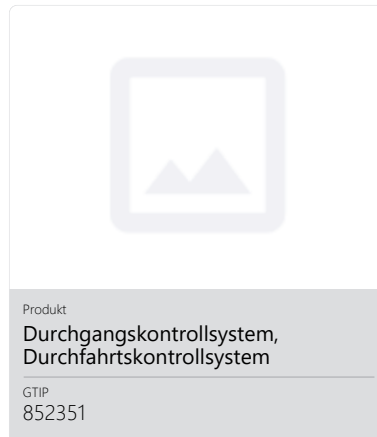 Produkt
Durchgangskontrollsystem,
Durchfahrtskontrollsystem
GTIP
852351